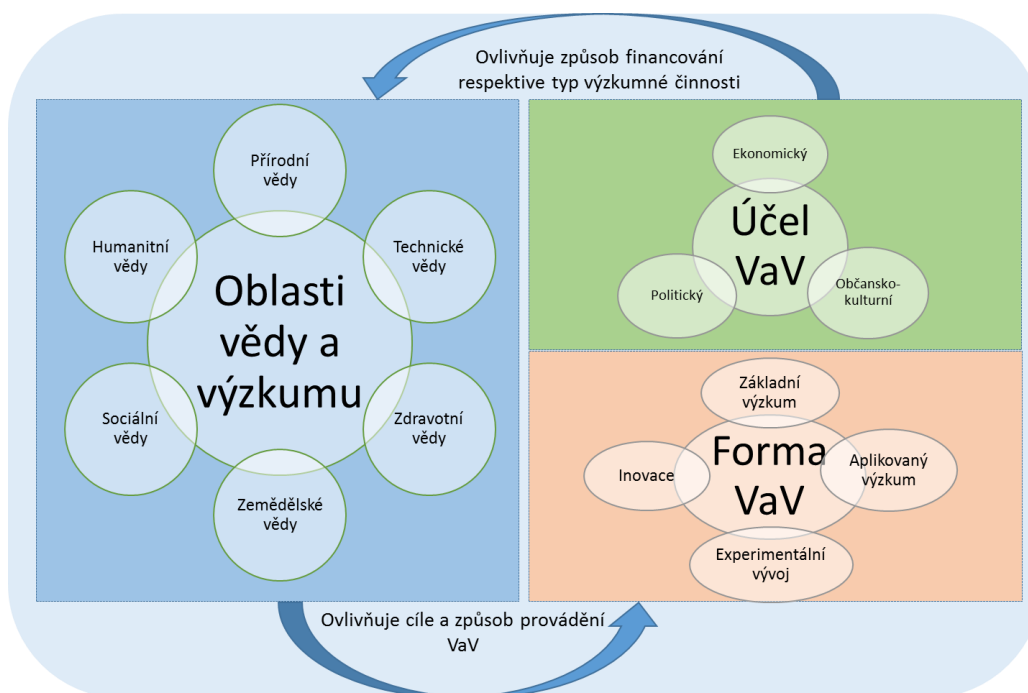 Ovlivňuje způsob financování
respektive typ výzkumné činnosti
Přírodní
vědy
Humanitní
vědy
Technické
vědy
Oblasti
vědy a
výzkumu
Sociální
vědy
Zdravotní
vědy
Zemědělské
vědy
Ekonomický
Účel
VaV
Politický
Občansko-
kulturní
Základní
výzkum
Forma
VaV
Inovace
Aplikovaný
výzkum
Experimentální
vývoj
Ovlivňuje cíle a způsob provádění
VaV